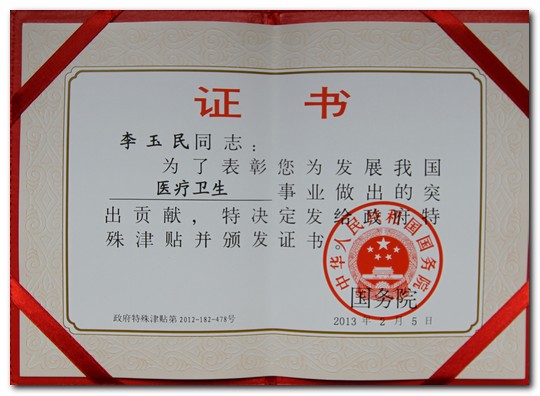 证 书
李玉民同志：
为了表彰您为发展我国
医疗卫生 事业做出的突
出贡献，特决定发给政府特
殊津贴并颁发证书
中华人民共和国国务院
国务院
政府特殊津贴第2012-182-478号
2013 年 2 月 5 日